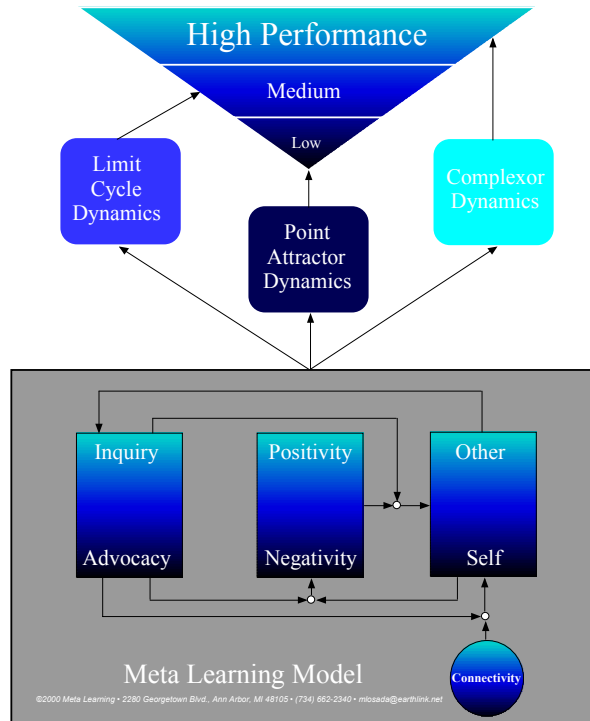 High Performance
Medium
Low
Limit
Cycle
Dynamics
Point
Attractor
Dynamics
Complexor
Dynamics
Inquiry
Advocacy
Positivity
Negativity
Other
Self
Connectivity
Meta Learning Model
©2000 Meta Learning • 2280 Georgetown Blvd., Ann Arbor, MI 48105 • (734) 662-2340 • mlosada@earthlink.net